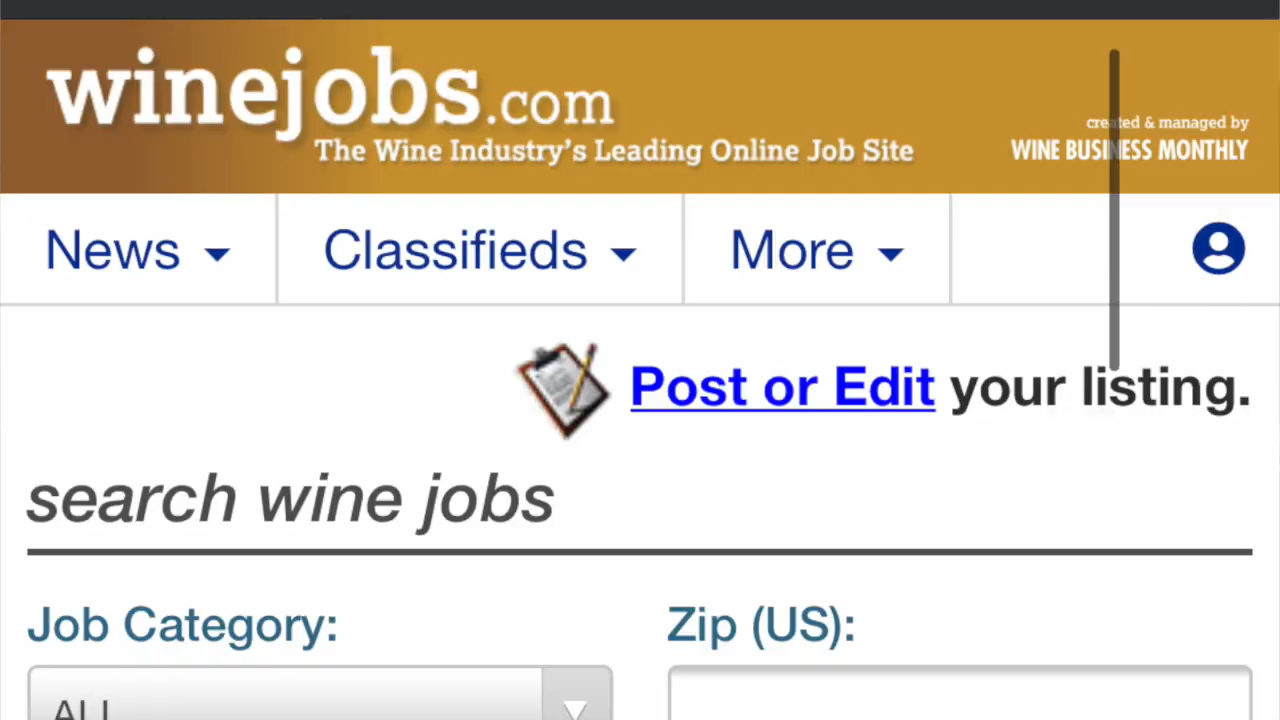 winejobs.com
The Wine Industry's Leading Online Job Site
created & managed by
WINE BUSINESS MONTHLY
News
Classifieds
More
Post or Edit your listing.
search wine jobs
Job Category:
Zip (US):
ALL